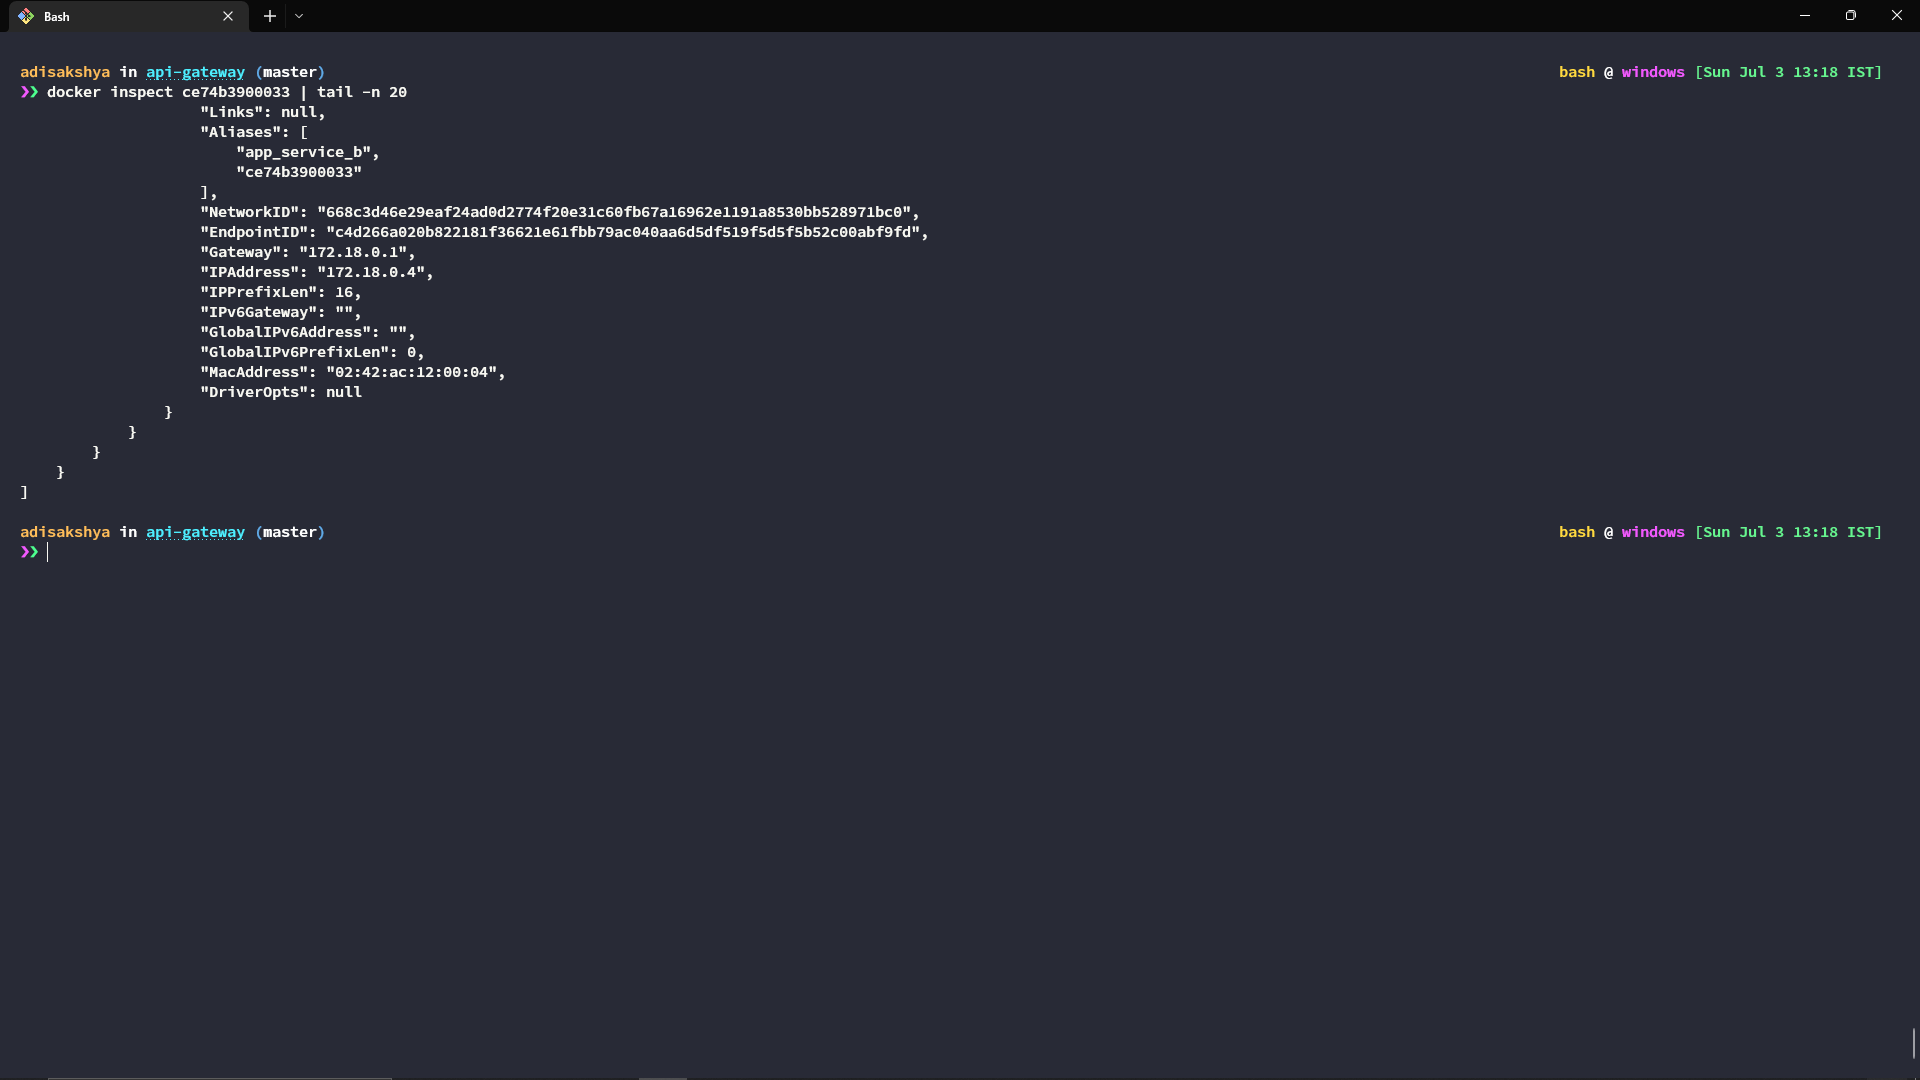 Bash
adisakshya in api-gateway (master) bash @ windows [Sun Jul 3 13:18 IST]
❯❯ docker inspect ce74b3900033 | tail -n 20
"Links": null,
"Aliases": [
"app_service_b",
"ce74b3900033"
],
"NetworkID": "668c3d46e29eaf24ad0d2774f20e31c60fb67a16962e1191a8530bb528971bc0",
"EndpointID": "c4d266a020b822181f36621e61fbb79ac040aa6d5df519f5d5f5b52c00abf9fd",
"Gateway": "172.18.0.1",
"IPAddress": "172.18.0.4",
"IPPrefixLen": 16,
"IPv6Gateway": "",
"GlobalIPv6Address": "",
"GlobalIPv6PrefixLen": 0,
"MacAddress": "02:42:ac:12:00:04",
"DriverOpts": null
}
}
}
}
]
adisakshya in api-gateway (master) bash @ windows [Sun Jul 3 13:18 IST]
❯❯